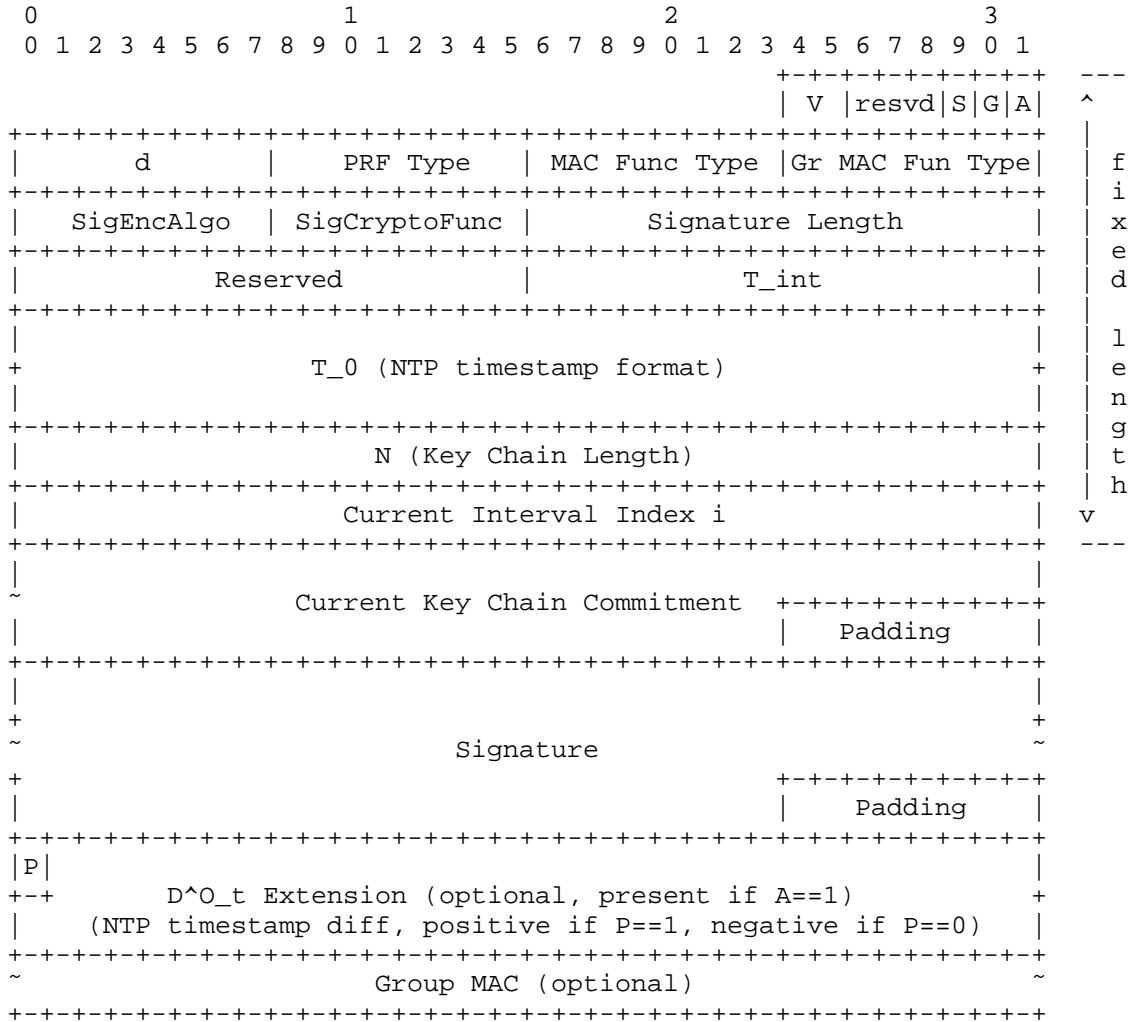 0                   1                   2                   3
 0 1 2 3 4 5 6 7 8 9 0 1 2 3 4 5 6 7 8 9 0 1 2 3 4 5 6 7 8 9 0 1
                                                +-+-+-+-+-+-+-+-+  ---
                                                | V |resvd|S|G|A|   ^
+-+-+-+-+-+-+-+-+-+-+-+-+-+-+-+-+-+-+-+-+-+-+-+-+-+-+-+-+-+-+-+-+   |
|       d       |    PRF Type   | MAC Func Type |Gr MAC Fun Type|   | f
+-+-+-+-+-+-+-+-+-+-+-+-+-+-+-+-+-+-+-+-+-+-+-+-+-+-+-+-+-+-+-+-+   | i
|   SigEncAlgo  | SigCryptoFunc |       Signature Length        |   | x
+-+-+-+-+-+-+-+-+-+-+-+-+-+-+-+-+-+-+-+-+-+-+-+-+-+-+-+-+-+-+-+-+   | e
|            Reserved           |             T_int             |   | d
+-+-+-+-+-+-+-+-+-+-+-+-+-+-+-+-+-+-+-+-+-+-+-+-+-+-+-+-+-+-+-+-+   |
|                                                               |   | l
+                  T_0 (NTP timestamp format)                   +   | e
|                                                               |   | n
+-+-+-+-+-+-+-+-+-+-+-+-+-+-+-+-+-+-+-+-+-+-+-+-+-+-+-+-+-+-+-+-+   | g
|                      N (Key Chain Length)                     |   | t
+-+-+-+-+-+-+-+-+-+-+-+-+-+-+-+-+-+-+-+-+-+-+-+-+-+-+-+-+-+-+-+-+   | h
|                    Current Interval Index i                   |   v
+-+-+-+-+-+-+-+-+-+-+-+-+-+-+-+-+-+-+-+-+-+-+-+-+-+-+-+-+-+-+-+-+  ---
|                                                               |
~                 Current Key Chain Commitment  +-+-+-+-+-+-+-+-+
|                                               |   Padding     |
+-+-+-+-+-+-+-+-+-+-+-+-+-+-+-+-+-+-+-+-+-+-+-+-+-+-+-+-+-+-+-+-+
|                                                               |
+                                                               +
~                           Signature                           ~
+                                               +-+-+-+-+-+-+-+-+
|                                               |    Padding    |
+-+-+-+-+-+-+-+-+-+-+-+-+-+-+-+-+-+-+-+-+-+-+-+-+-+-+-+-+-+-+-+-+
|P|                                                             |
+-+         D^O_t Extension (optional, present if A==1)         +
|    (NTP timestamp diff, positive if P==1, negative if P==0)   |
+-+-+-+-+-+-+-+-+-+-+-+-+-+-+-+-+-+-+-+-+-+-+-+-+-+-+-+-+-+-+-+-+
~                      Group MAC (optional)                     ~
+-+-+-+-+-+-+-+-+-+-+-+-+-+-+-+-+-+-+-+-+-+-+-+-+-+-+-+-+-+-+-+-+